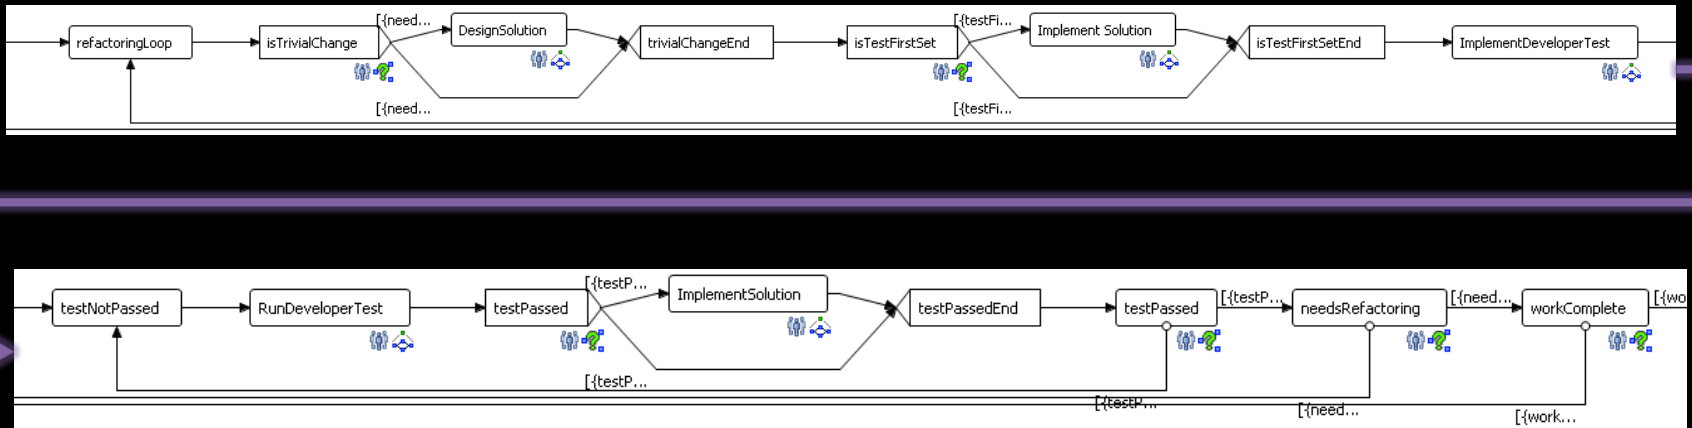 [{need...
[{testFi...
refactoringLoop
isTrivialChange
DesignSolution
trivialChangeEnd
isTestFirstSet
Implement Solution
isTestFirstSetEnd
ImplementDeveloperTest
[{need...
[{testFi...
[{testP...
testNotPassed
RunDeveloperTest
testPassed
ImplementSolution
testPassedEnd
testPassed
[{testP...
needsRefactoring
[{need...
workComplete
[{wo
[{testP...
[{testP...
[{need...
[{work...